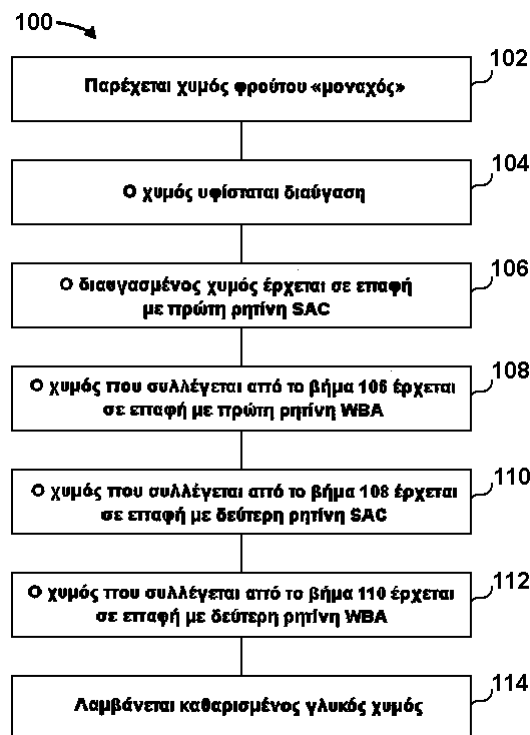 100
102
Παρέχεται χυμός φρούτου «μοναχός»
104
Ο χυμός υφίσταται διαύγαση
106
Ο διαυγασμένος χυμός έρχεται σε επαφή
με πρώτη ρητίνη SAC
108
Ο χυμός που συλλέγεται από το βήμα 106 έρχεται
σε επαφή με πρώτη ρητίνη WBA
110
Ο χυμός που συλλέγεται από το βήμα 108 έρχεται
σε επαφή με δεύτερη ρητίνη SAC
112
Ο χυμός που συλλέγεται από το βήμα 110 έρχεται
σε επαφή με δεύτερη ρητίνη WBA
114
Λαμβάνεται καθαρισμένος γλυκός χυμός